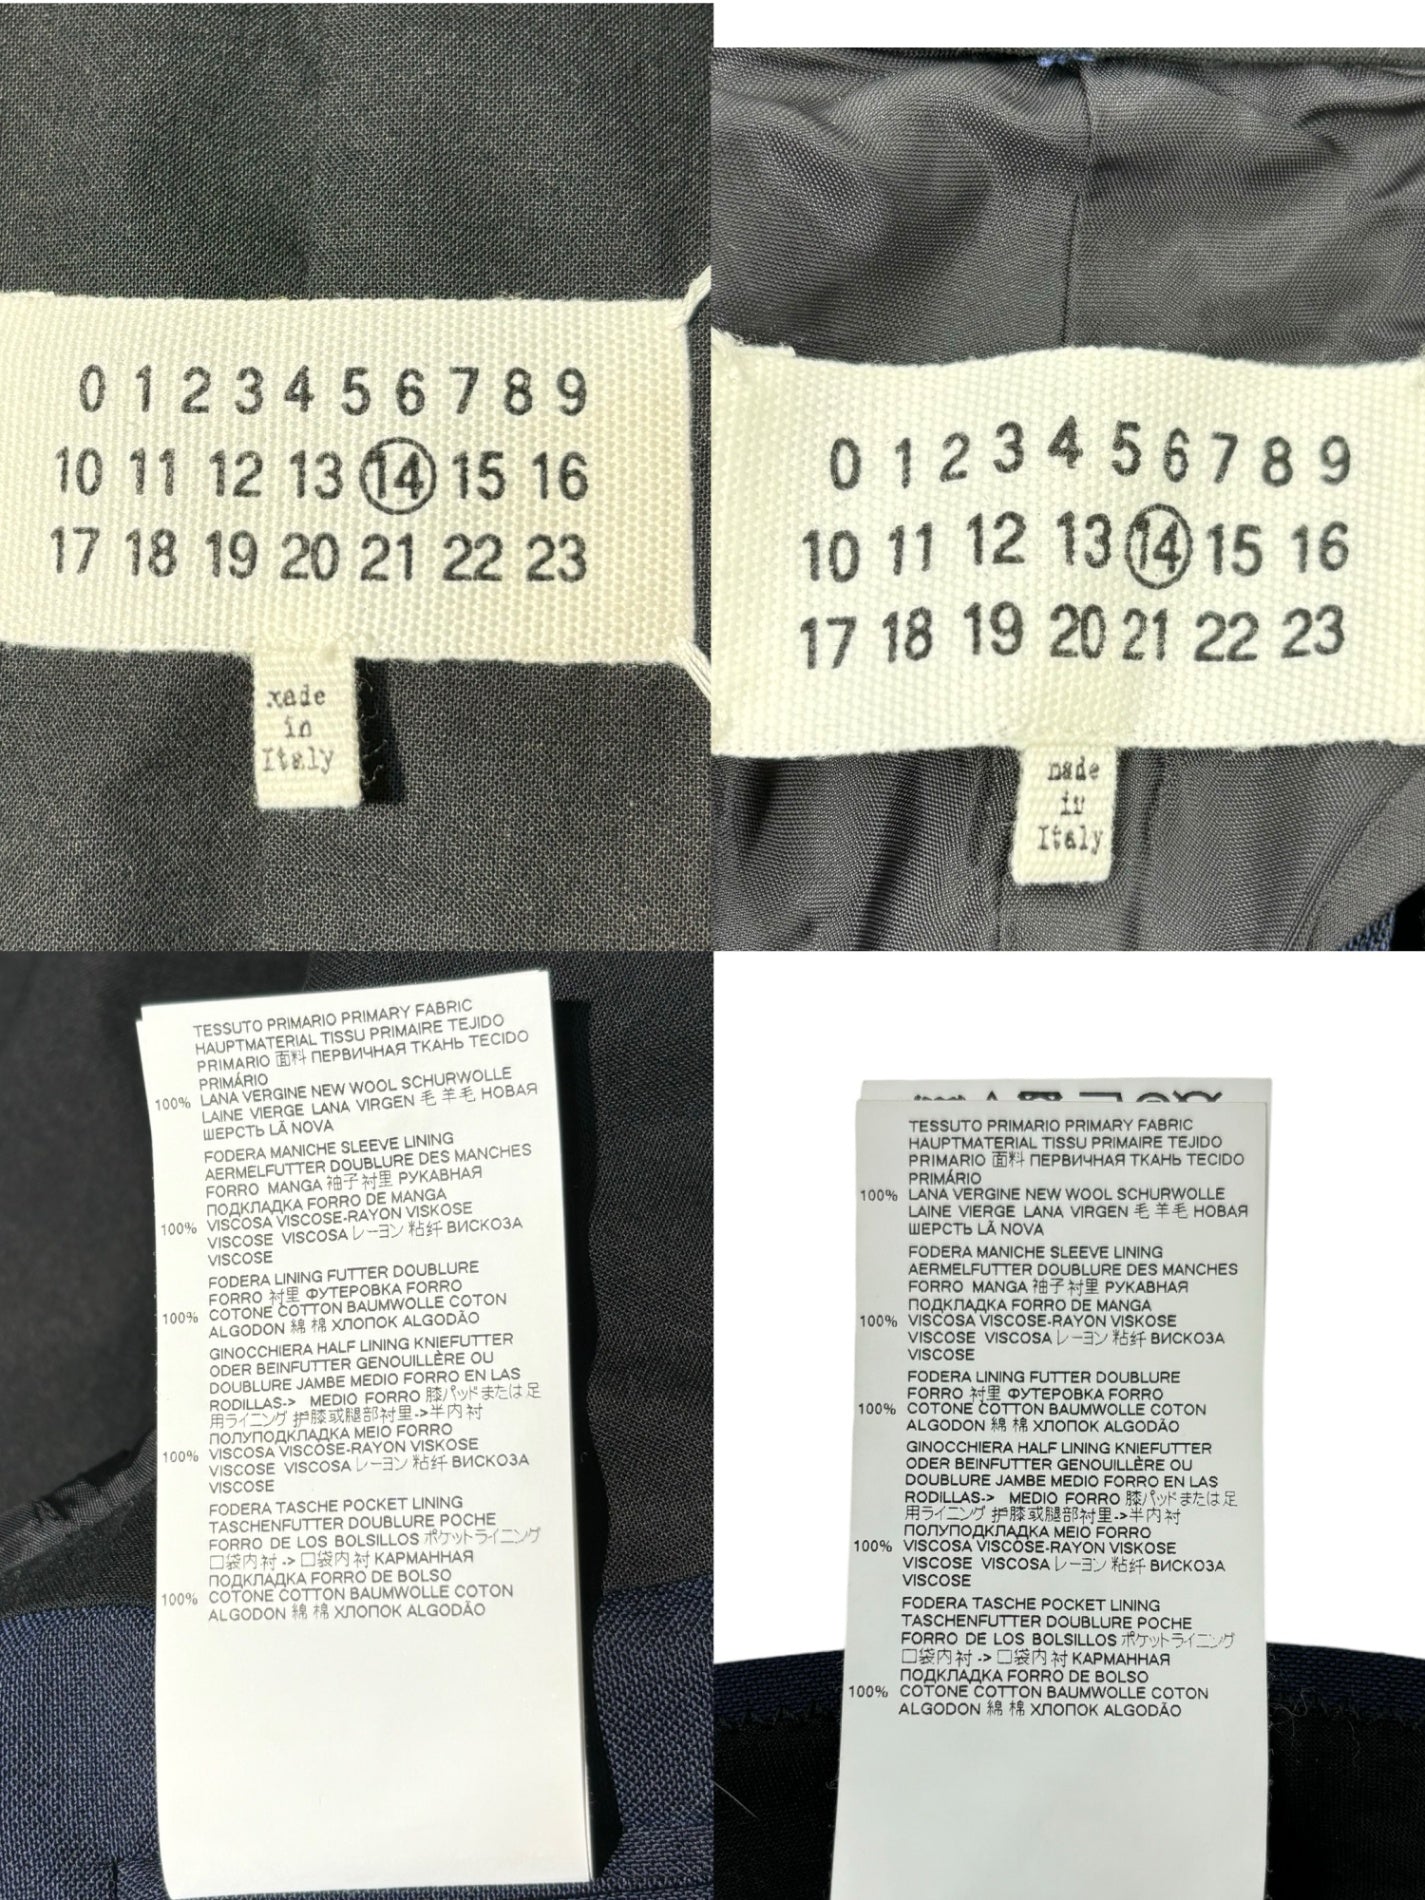 0 1 2 3 4 5 6 7 8 9
10 11 12 13 14 15 16
17 18 19 20 21 22 23
made
in
Italy
0 1 2 3 4 5 6 7 8 9
10 11 12 13 14 15 16
17 18 19 20 21 22 23
made
in
Italy
TESSUTO PRIMARIO PRIMARY FABRIC
HAUPTMATERIAL TISSU PRIMAIRE TEJIDO
PRIMARIO 面料 ПЕРВИЧНАЯ ТКАНЬ TECIDO
PRIMÁRIO
100% LANA VERGINE NEW WOOL SCHURWOLLE
LAINE VIERGE LANA VIRGEN 毛 羊毛 НОВАЯ
ШЕРСТЬ LÃ NOVA
FODERA MANICHE SLEEVE LINING
AERMELFUTTER DOUBLURE DES MANCHES
FORRO MANGA 袖子衬里 РУКАВНАЯ
ПОДКЛАДКА FORRO DE MANGA
100% VISCOSA VISCOSE-RAYON VISKOSE
VISCOSE VISCOSA レーヨン 粘纤 ВИСКОЗА
VISCOSE
FODERA LINING FUTTER DOUBLURE
FORRO 衬里 ФУТЕРОВКА FORRO
100% COTONE COTTON BAUMWOLLE COTON
ALGODON 綿 棉 ХЛОПОК ALGODÃO
GINOCCHIERA HALF LINING KNIEFUTTER
ODER BEINFUTTER GENOUILLÈRE OU
DOUBLURE JAMBE MEDIO FORRO EN LAS
RODILLAS-> MEDIO FORRO 膝パッドまたは足
用ライニング 护膝或腿部衬里->半内衬
ПОЛУПОДКЛАДКА MEIO FORRO
100% VISCOSA VISCOSE-RAYON VISKOSE
VISCOSE VISCOSA レーヨン 粘纤 ВИСКОЗА
VISCOSE
FODERA TASCHE POCKET LINING
TASCHENFUTTER DOUBLURE POCHE
FORRO DE LOS BOLSILLOS ポケットライニング
口袋内衬 -> 口袋内衬 КАРМАННАЯ
ПОДКЛАДКА FORRO DE BOLSO
100% COTONE COTTON BAUMWOLLE COTON
ALGODON 綿 棉 ХЛОПОК ALGODÃO
TESSUTO PRIMARIO PRIMARY FABRIC
HAUPTMATERIAL TISSU PRIMAIRE TEJIDO
PRIMARIO 面料 ПЕРВИЧНАЯ ТКАНЬ TECIDO
PRIMÁRIO
100% LANA VERGINE NEW WOOL SCHURWOLLE
LAINE VIERGE LANA VIRGEN 毛 羊毛 НОВАЯ
ШЕРСТЬ LÃ NOVA
FODERA MANICHE SLEEVE LINING
AERMELFUTTER DOUBLURE DES MANCHES
FORRO MANGA 袖子衬里 РУКАВНАЯ
ПОДКЛАДКА FORRO DE MANGA
100% VISCOSA VISCOSE-RAYON VISKOSE
VISCOSE VISCOSA レーヨン 粘纤 ВИСКОЗА
VISCOSE
FODERA LINING FUTTER DOUBLURE
FORRO 衬里 ФУТЕРОВКА FORRO
100% COTONE COTTON BAUMWOLLE COTON
ALGODON 綿 棉 ХЛОПОК ALGODÃO
GINOCCHIERA HALF LINING KNIEFUTTER
ODER BEINFUTTER GENOUILLÈRE OU
DOUBLURE JAMBE MEDIO FORRO EN LAS
RODILLAS-> MEDIO FORRO 膝パッドまたは足
用ライニング 护膝或腿部衬里->半内衬
ПОЛУПОДКЛАДКА MEIO FORRO
100% VISCOSA VISCOSE-RAYON VISKOSE
VISCOSE VISCOSA レーヨン 粘纤 ВИСКОЗА
VISCOSE
FODERA TASCHE POCKET LINING
TASCHENFUTTER DOUBLURE POCHE
FORRO DE LOS BOLSILLOS ポケットライニング
口袋内衬 -> 口袋内衬 КАРМАННАЯ
ПОДКЛАДКА FORRO DE BOLSO
100% COTONE COTTON BAUMWOLLE COTON
ALGODON 綿 棉 ХЛОПОК ALGODÃO